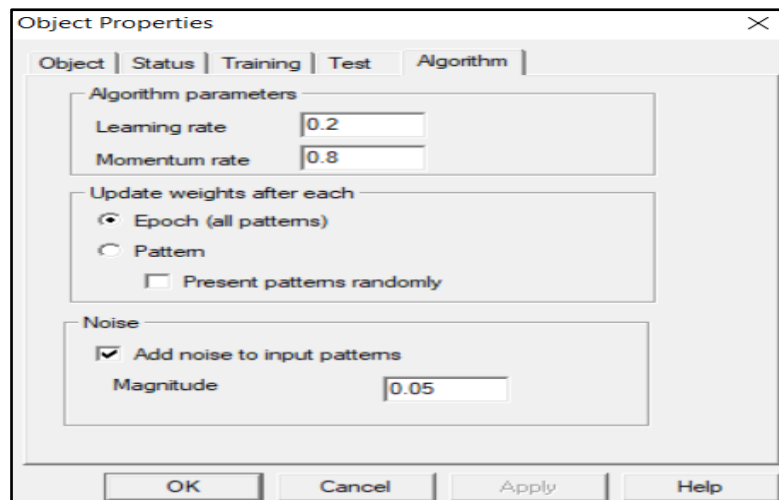 Object Properties
Object Status Training Test Algorithm
Algorithm parameters
Learning rate 0.2
Momentum rate 0.8
Update weights after each
Epoch (all patterns)
Pattern
Present patterns randomly
Noise
Add noise to input patterns
Magnitude 0.05
OK Cancel Apply Help